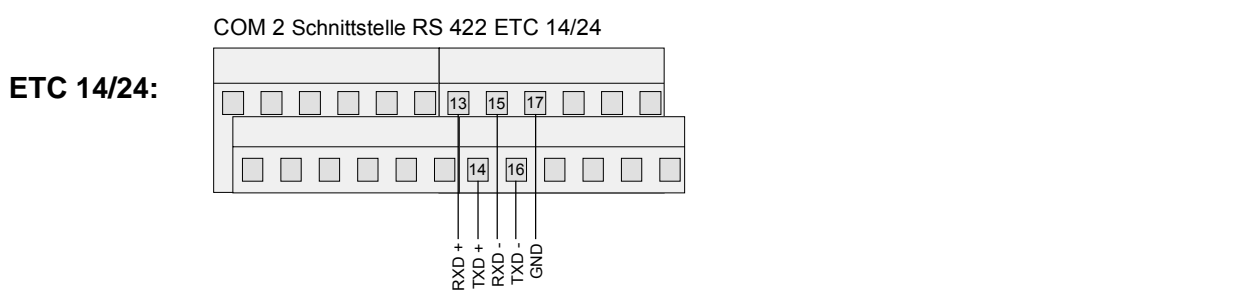 COM 2 Schnittstelle RS 422 ETC 14/24
ETC 14/24:
13 15 17
14 16
RXD +
TXD +
RXD -
TXD -
GND